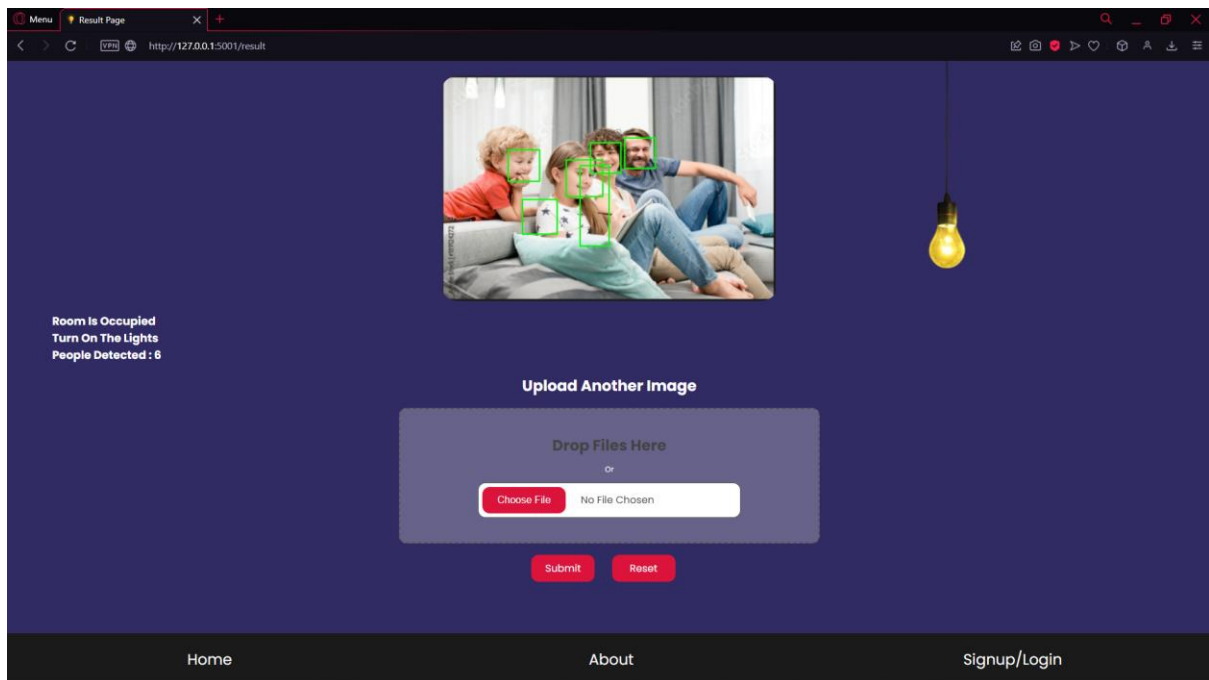 Menu
Result Page
VPN
http://127.0.0.1:5001/result
Room Is Occupied
Turn On The Lights
People Detected : 6
Upload Another Image
Drop Files Here
Or
Choose File No File Chosen
Submit Reset
Home About Signup/Login